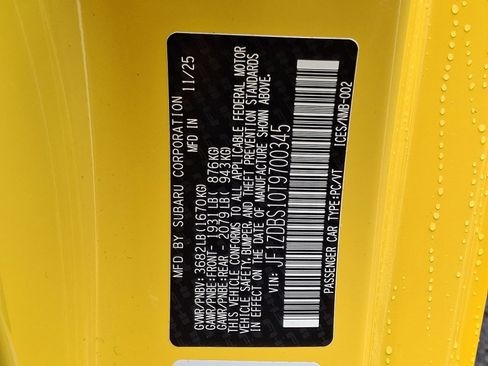 MFD BY SUBARU CORPORATION
MFD IN 11/25
GVWR/PNBV: 3682LB(1670KG)
GAWR/PNBE:FRONT- 1931LB( 876KG)
GAWR/PNBE:REAR - 2079LB( 943KG)
THIS VEHICLE CONFORMS TO ALL APPLICABLE FEDERAL MOTOR
VEHICLE SAFETY,BUMPER,AND THEFT PREVENTION STANDARDS
IN EFFECT ON THE DATE OF MANUFACTURE SHOWN ABOVE.
VIN: JF1ZDBS10T9700345
ICES/NMB-002
PASSENGER CAR TYPE:PC/VT